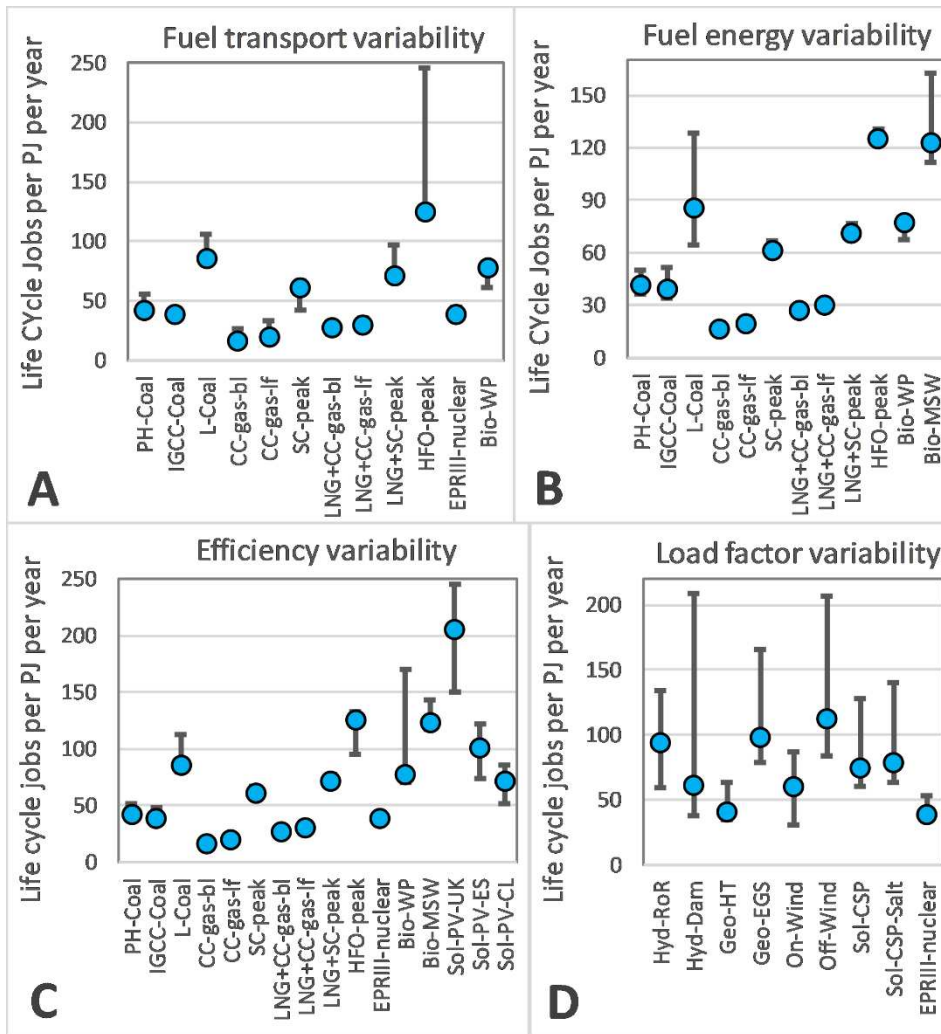 Fuel transport variability
Life CYcle Jobs per PJ per year
250
200
150
100
50
0
PH-Coal
IGCC-Coal
L-Coal
CC-gas-bl
CC-gas-lf
SC-peak
LNG+CC-gas-bl
LNG+CC-gas-lf
LNG+SC-peak
HFO-peak
EPRIII-nuclear
Bio-WP
A
Fuel energy variability
Life Cycle Jobs per PJ per year
150
120
90
60
30
0
PH-Coal
IGCC-Coal
L-Coal
CC-gas-bl
CC-gas-lf
SC-peak
LNG+CC-gas-bl
LNG+CC-gas-lf
LNG+SC-peak
HFO-peak
Bio-WP
Bio-MSW
B
Efficiency variability
Life cycle jobs per PJ per year
250
200
150
100
50
0
PH-Coal
IGCC-Coal
L-Coal
CC-gas-bl
CC-gas-lf
SC-peak
LNG+CC-gas-bl
LNG+CC-gas-lf
LNG+SC-peak
HFO-peak
EPRIII-nuclear
Bio-WP
Bio-MSW
Sol-PV-UK
Sol-PV-ES
Sol-PV-CL
C
Load factor variability
Life cycle jobs per PJ per year
200
150
100
50
0
Hyd-RoR
Hyd-Dam
Geo-HT
Geo-EGS
On-Wind
Off-Wind
Sol-CSP
Sol-CSP-Salt
EPRIII-nuclear
D